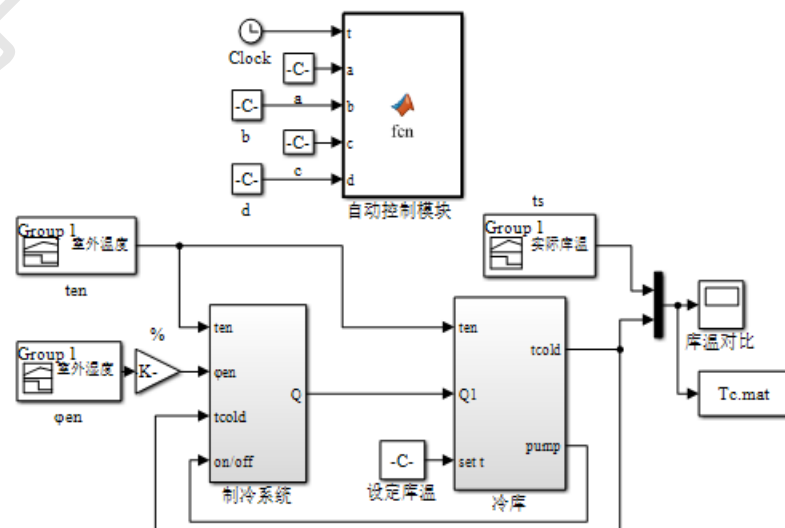 Clock
t
-C-
a
a
-C-
b
b
fcn
-C-
c
c
-C-
d
d
自动控制模块
ts
Group 1
室外温度
ten
Group 1
实际库温
%
Group 1
室外湿度
φen
-K-
ten
φen
tcold
on/off
Q
制冷系统
ten
Q1
set t
tcold
pump
冷库
-C-
设定库温
库温对比
Tc.mat